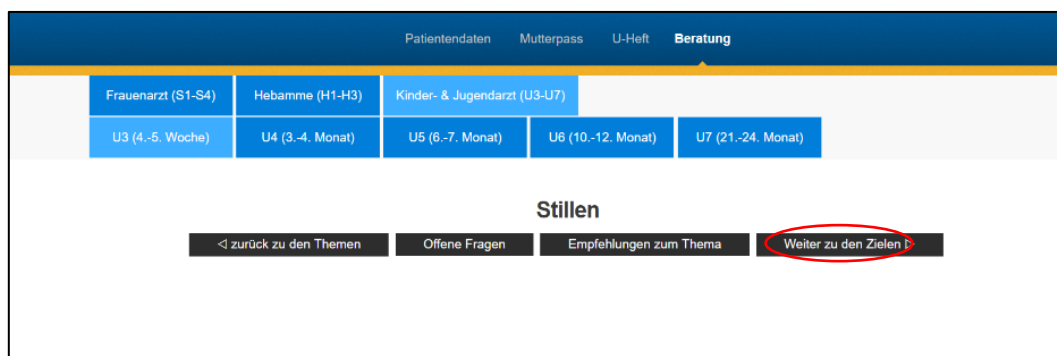 Patientendaten Mutterpass U-Heft Beratung
Frauenarzt (S1-S4) Hebamme (H1-H3) Kinder- & Jugendarzt (U3-U7)
U3 (4.-5. Woche) U4 (3.-4. Monat) U5 (6.-7. Monat) U6 (10.-12. Monat) U7 (21.-24. Monat)
Stillen
◁ zurück zu den Themen Offene Fragen Empfehlungen zum Thema Weiter zu den Zielen ▷